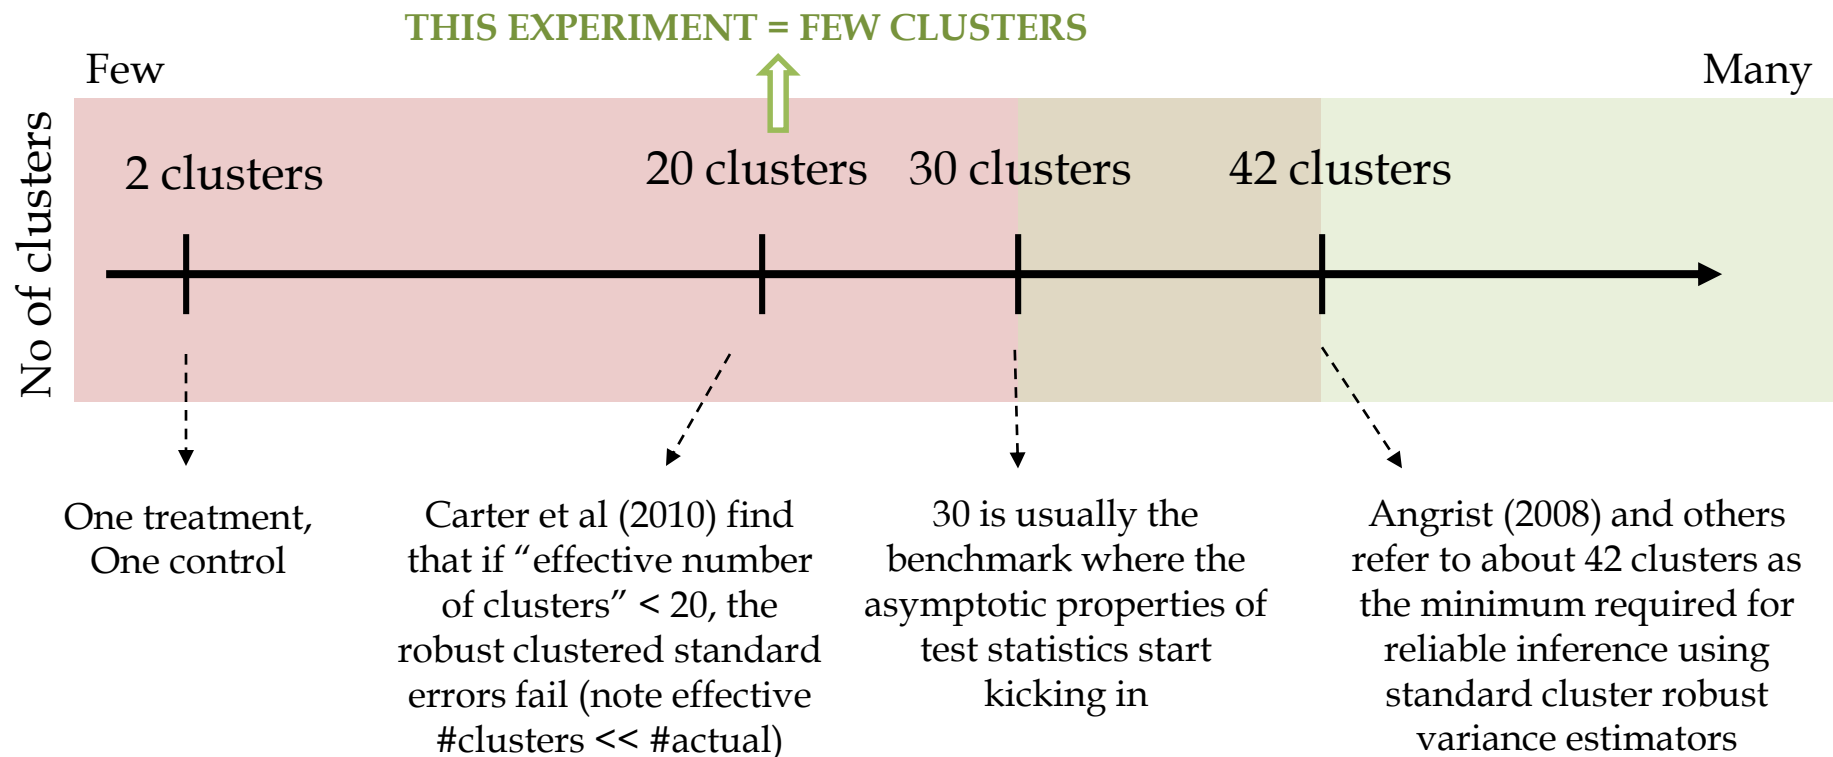 THIS EXPERIMENT = FEW CLUSTERS
Few
Many
No of clusters
2 clusters
20 clusters
30 clusters
42 clusters
One treatment,
One control
Carter et al (2010) find
that if “effective number
of clusters” < 20, the
robust clustered standard
errors fail (note effective
#clusters << #actual)
30 is usually the
benchmark where the
asymptotic properties of
test statistics start
kicking in
Angrist (2008) and others
refer to about 42 clusters as
the minimum required for
reliable inference using
standard cluster robust
variance estimators